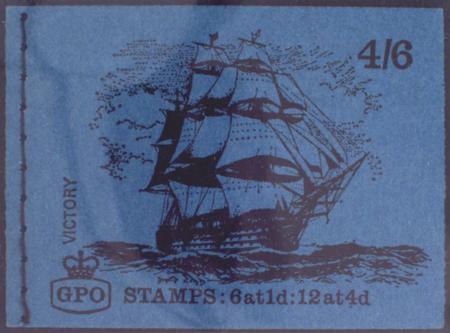 4/6
VICTORY
GPO
STAMPS:6at1d:12at4d